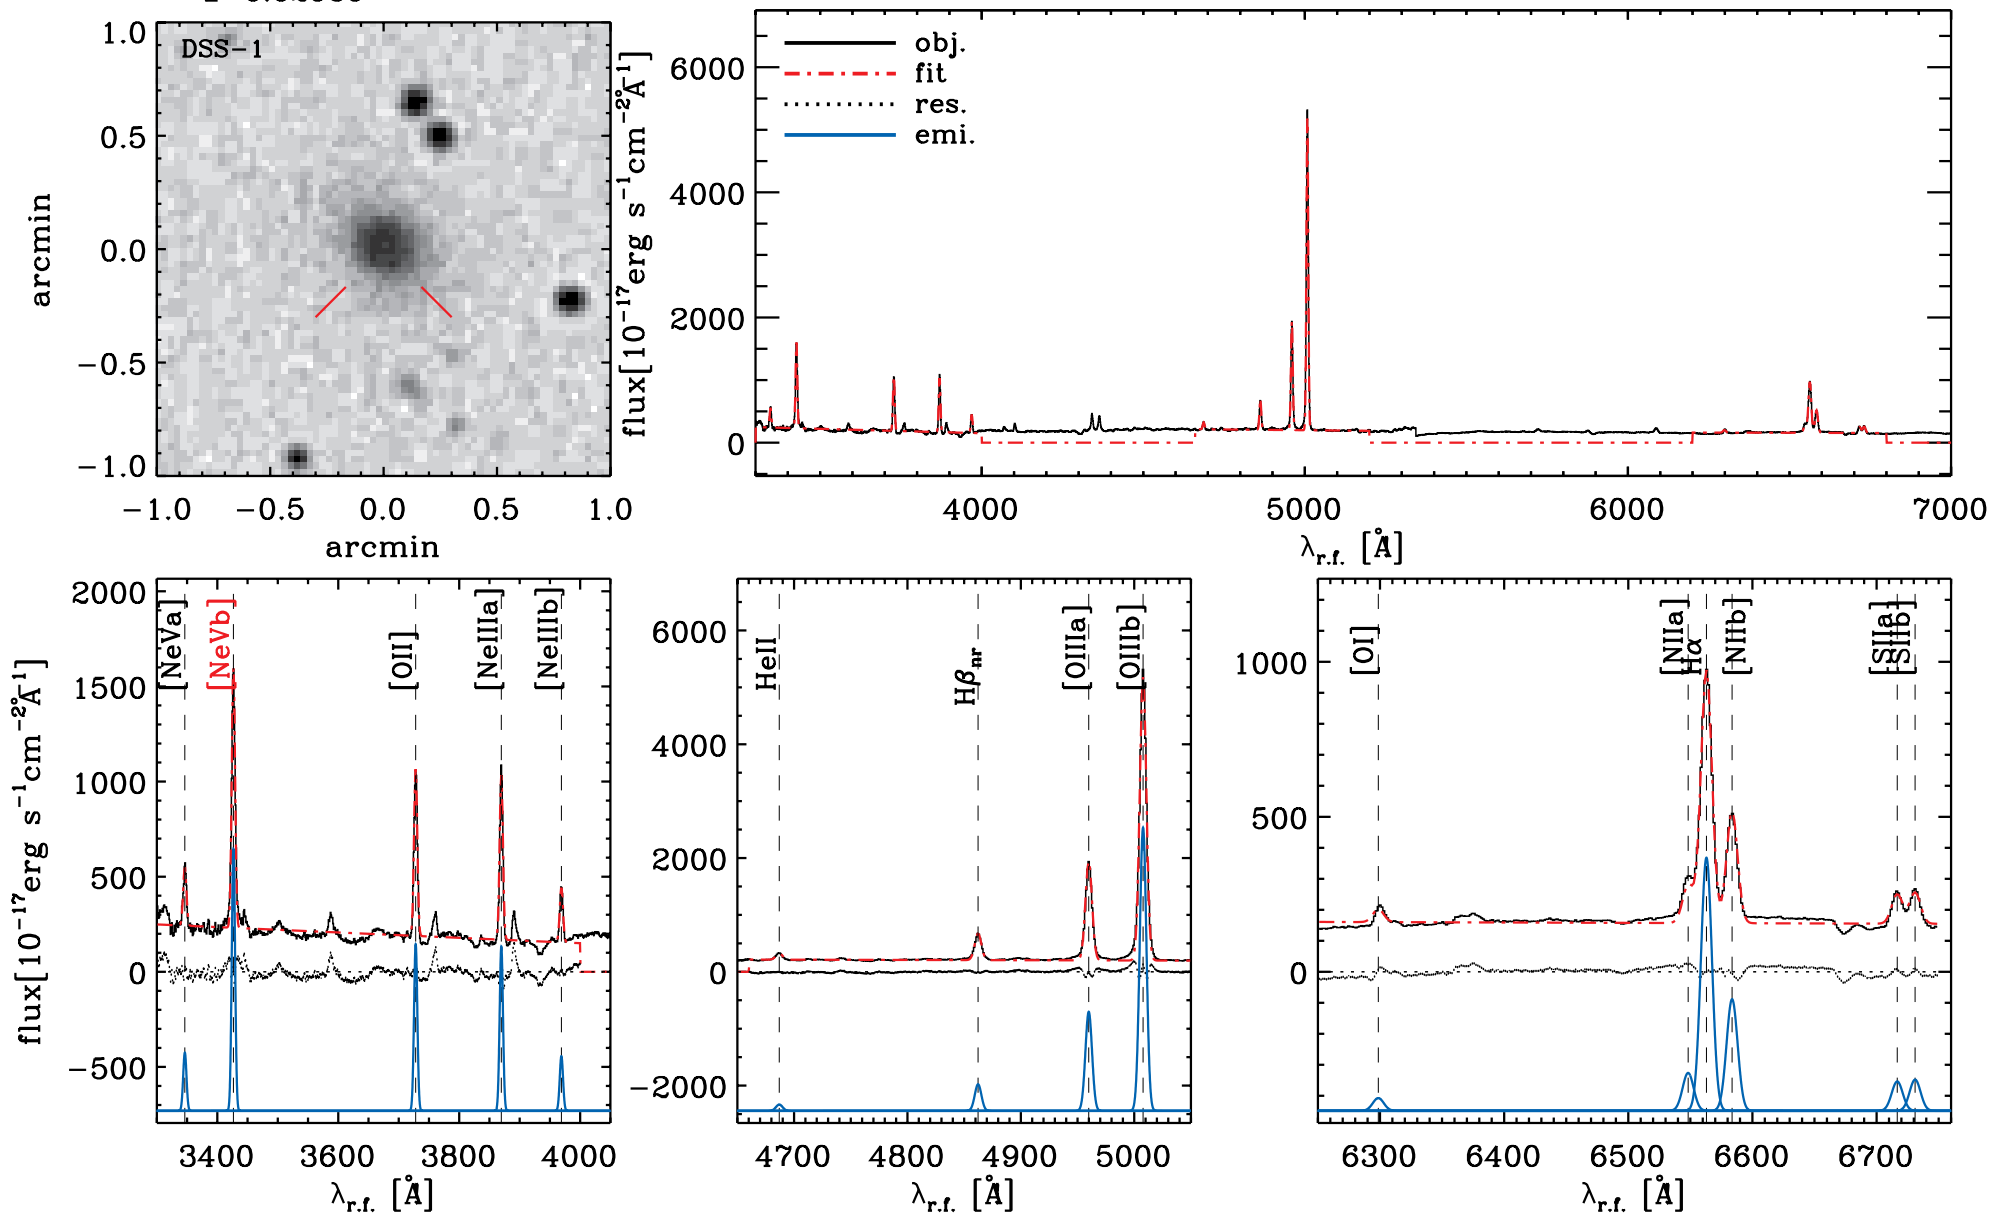 DSS-1
1.0
0.5
0.0
-0.5
-1.0
arcmin
-1.0 -0.5 0.0 0.5 1.0
arcmin
obj.
fit
res.
emi.
6000
4000
2000
0
flux[10⁻¹⁷erg s⁻¹cm⁻²Å⁻¹]
4000 5000 6000 7000
λr.f. [Å]
2000
1500
1000
500
0
-500
flux[10⁻¹⁷erg s⁻¹cm⁻²Å⁻¹]
[NeVa]
[NeVb]
[OII]
[NeIIIa]
[NeIIIb]
3400 3600 3800 4000
λr.f. [Å]
6000
4000
2000
0
-2000
HeII
Hβnr
[OIIIa]
[OIIIb]
4700 4800 4900 5000
λr.f. [Å]
1000
500
0
[OI]
[NIIa]
Hα
[NIIb]
[SIIa]
[SIIb]
6300 6400 6500 6600 6700
λr.f. [Å]